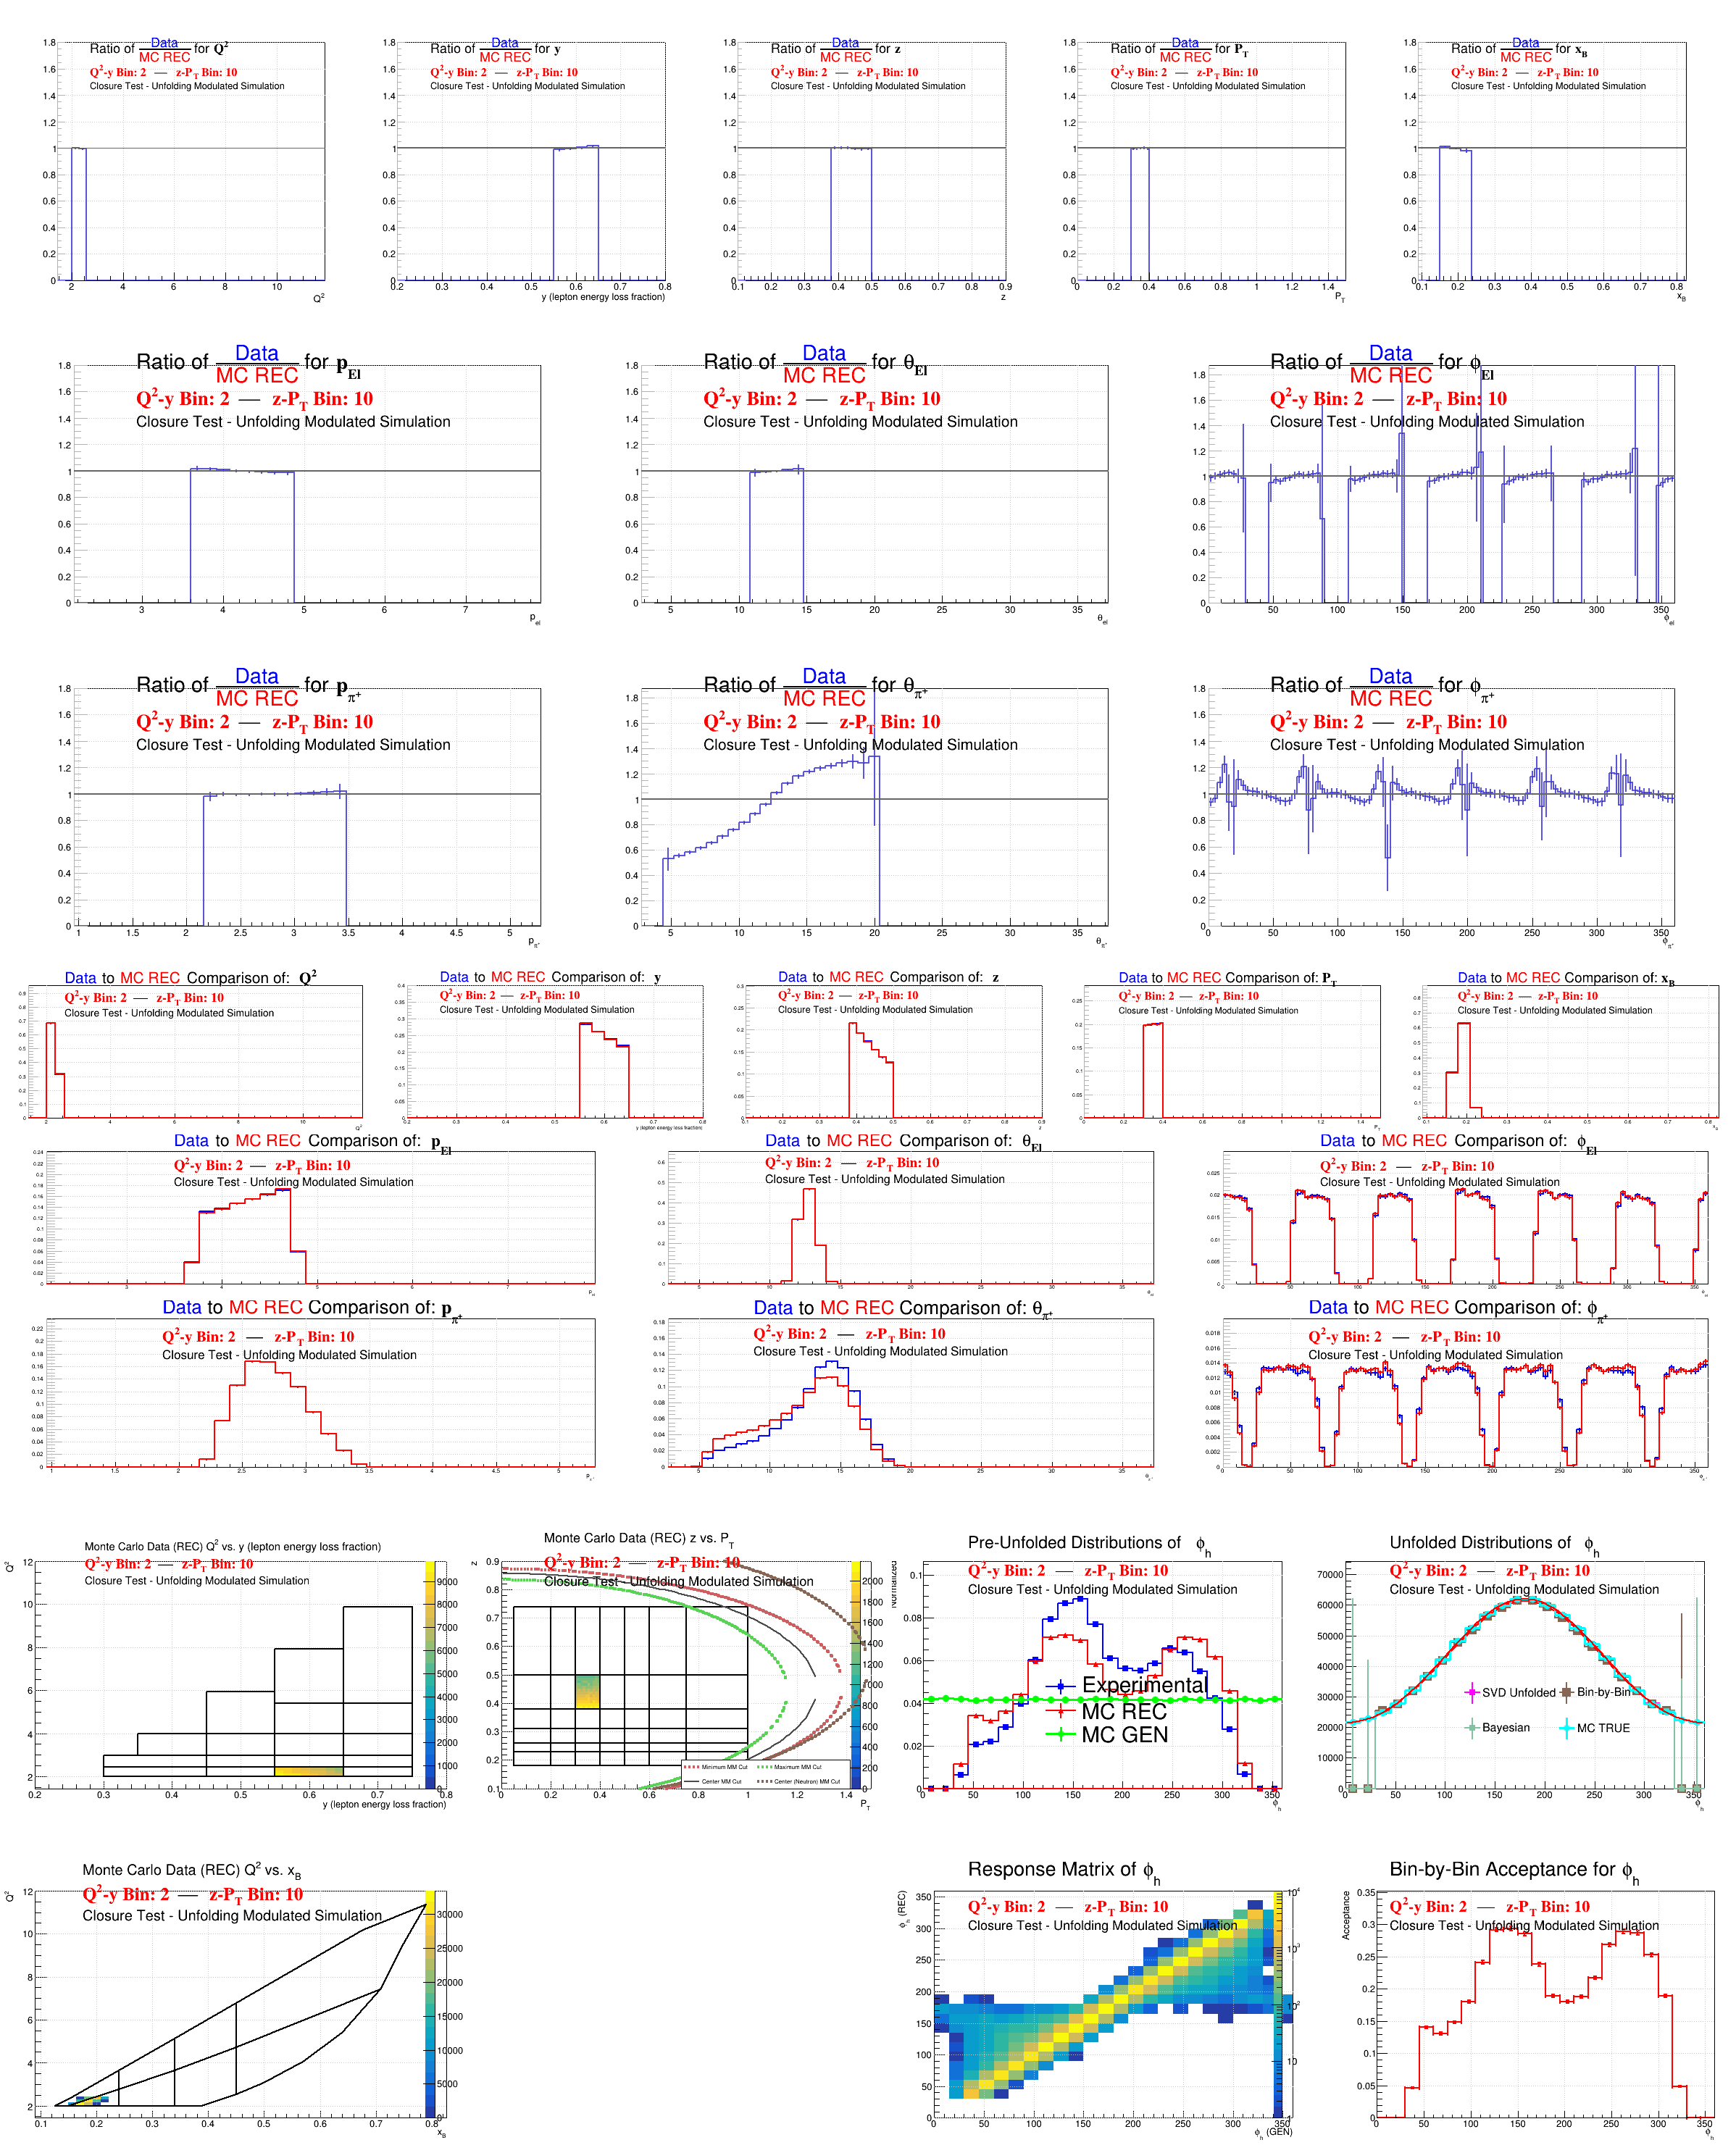 Ratio of Data/MC REC for Q²
Q²-y Bin: 2 — z-P_T Bin: 10
Closure Test - Unfolding Modulated Simulation
Q²
Ratio of Data/MC REC for y
Q²-y Bin: 2 — z-P_T Bin: 10
Closure Test - Unfolding Modulated Simulation
y (lepton energy loss fraction)
Ratio of Data/MC REC for z
Q²-y Bin: 2 — z-P_T Bin: 10
Closure Test - Unfolding Modulated Simulation
z
Ratio of Data/MC REC for P_T
Q²-y Bin: 2 — z-P_T Bin: 10
Closure Test - Unfolding Modulated Simulation
P_T
Ratio of Data/MC REC for x_B
Q²-y Bin: 2 — z-P_T Bin: 10
Closure Test - Unfolding Modulated Simulation
x_B
Ratio of Data/MC REC for p_El
Q²-y Bin: 2 — z-P_T Bin: 10
Closure Test - Unfolding Modulated Simulation
p_el
Ratio of Data/MC REC for θ_El
Q²-y Bin: 2 — z-P_T Bin: 10
Closure Test - Unfolding Modulated Simulation
θ_el
Ratio of Data/MC REC for ϕ_El
Q²-y Bin: 2 — z-P_T Bin: 10
Closure Test - Unfolding Modulated Simulation
ϕ_el
Ratio of Data/MC REC for p_π⁺
Q²-y Bin: 2 — z-P_T Bin: 10
Closure Test - Unfolding Modulated Simulation
p_π⁺
Ratio of Data/MC REC for θ_π⁺
Q²-y Bin: 2 — z-P_T Bin: 10
Closure Test - Unfolding Modulated Simulation
θ_π⁺
Ratio of Data/MC REC for ϕ_π⁺
Q²-y Bin: 2 — z-P_T Bin: 10
Closure Test - Unfolding Modulated Simulation
ϕ_π⁺
Data to MC REC Comparison of: Q²
Q²-y Bin: 2 — z-P_T Bin: 10
Closure Test - Unfolding Modulated Simulation
Data to MC REC Comparison of: y
Q²-y Bin: 2 — z-P_T Bin: 10
Closure Test - Unfolding Modulated Simulation
y (lepton energy loss fraction)
Data to MC REC Comparison of: z
Q²-y Bin: 2 — z-P_T Bin: 10
Closure Test - Unfolding Modulated Simulation
Data to MC REC Comparison of: P_T
Q²-y Bin: 2 — z-P_T Bin: 10
Closure Test - Unfolding Modulated Simulation
Data to MC REC Comparison of: x_B
Q²-y Bin: 2 — z-P_T Bin: 10
Closure Test - Unfolding Modulated Simulation
Data to MC REC Comparison of: p_El
Q²-y Bin: 2 — z-P_T Bin: 10
Closure Test - Unfolding Modulated Simulation
Data to MC REC Comparison of: θ_El
Q²-y Bin: 2 — z-P_T Bin: 10
Closure Test - Unfolding Modulated Simulation
Data to MC REC Comparison of: ϕ_El
Q²-y Bin: 2 — z-P_T Bin: 10
Closure Test - Unfolding Modulated Simulation
Data to MC REC Comparison of: p_π⁺
Q²-y Bin: 2 — z-P_T Bin: 10
Closure Test - Unfolding Modulated Simulation
Data to MC REC Comparison of: θ_π⁺
Q²-y Bin: 2 — z-P_T Bin: 10
Closure Test - Unfolding Modulated Simulation
Data to MC REC Comparison of: ϕ_π⁺
Q²-y Bin: 2 — z-P_T Bin: 10
Closure Test - Unfolding Modulated Simulation
Monte Carlo Data (REC) Q² vs. y (lepton energy loss fraction)
Q²-y Bin: 2 — z-P_T Bin: 10
Closure Test - Unfolding Modulated Simulation
Q²
y (lepton energy loss fraction)
Monte Carlo Data (REC) z vs. P_T
Q²-y Bin: 2 — z-P_T Bin: 10
Closure Test - Unfolding Modulated Simulation
z
Minimum MM Cut
Maximum MM Cut
Center MM Cut
Center (Neutron) MM Cut
P_T
Pre-Unfolded Distributions of ϕ_h
Q²-y Bin: 2 — z-P_T Bin: 10
Closure Test - Unfolding Modulated Simulation
Normalized
Experimental
MC REC
MC GEN
ϕ_h
Unfolded Distributions of ϕ_h
Q²-y Bin: 2 — z-P_T Bin: 10
Closure Test - Unfolding Modulated Simulation
SVD Unfolded
Bin-by-Bin
Bayesian
MC TRUE
ϕ_h
Monte Carlo Data (REC) Q² vs. x_B
Q²-y Bin: 2 — z-P_T Bin: 10
Closure Test - Unfolding Modulated Simulation
Q²
x_B
Response Matrix of ϕ_h
Q²-y Bin: 2 — z-P_T Bin: 10
Closure Test - Unfolding Modulated Simulation
ϕ_h (REC)
ϕ_h (GEN)
Bin-by-Bin Acceptance for ϕ_h
Q²-y Bin: 2 — z-P_T Bin: 10
Closure Test - Unfolding Modulated Simulation
Acceptance
ϕ_h